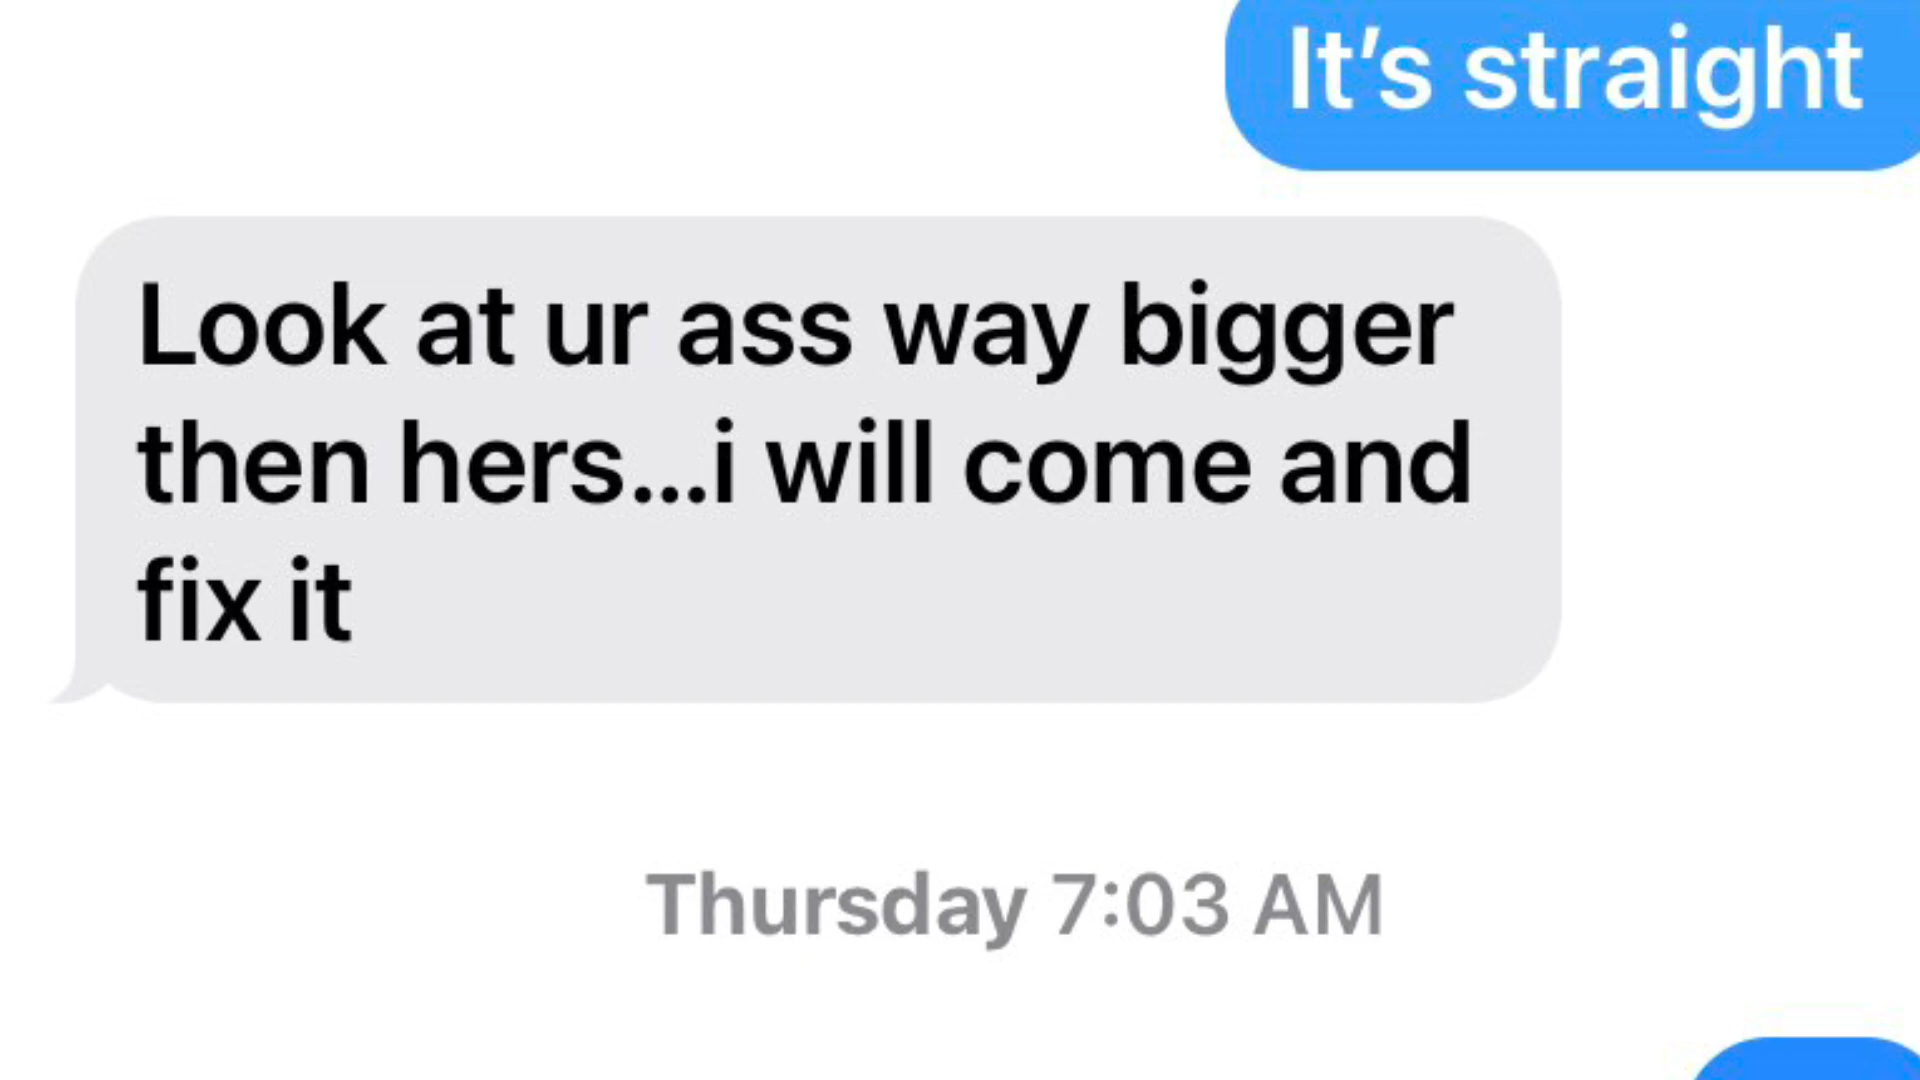 It’s straight
Look at ur ass way bigger
then hers...i will come and
fix it
Thursday 7:03 AM